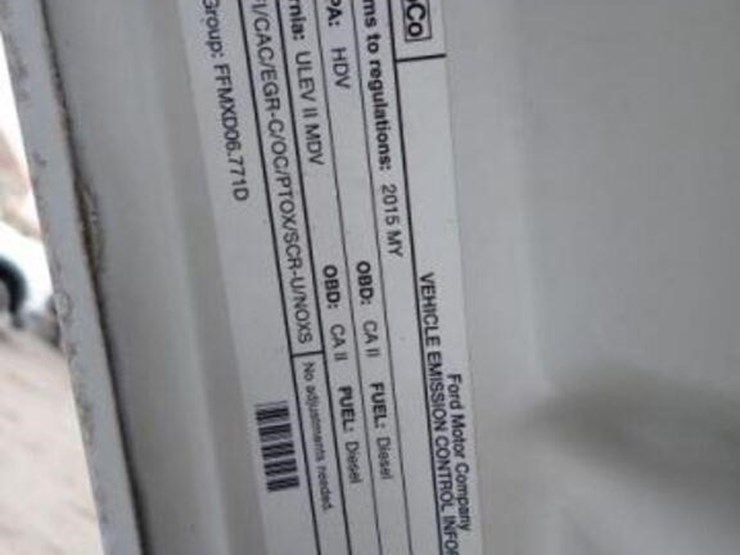 Ford Motor Company
oCo VEHICLE EMISSION CONTROL INFO
ms to regulations: 2015 MY
PA: HDV OBD: CA II FUEL: Diesel
rnia: ULEV II MDV OBD: CA II FUEL: Diesel
I/CAC/EGR-C/OC/PTOX/SCR-U/NOXS No adjustments needed.
Group: FFMXD06.771D